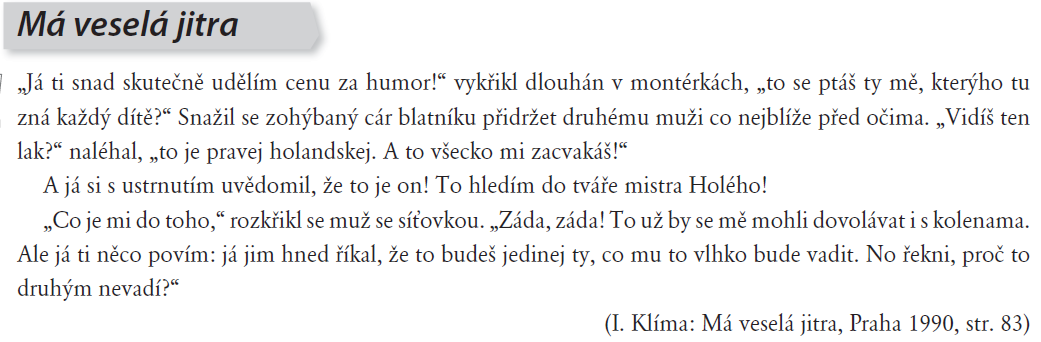 Má veselá jitra
„Já ti snad skutečně udělím cenu za humor!“ vykřikl dlouhán v montérkách, „to se ptáš ty mě, kterýho tu
zná každý dítě?“ Snažil se zohýbaný cár blatníku přidržet druhému muži co nejblíže před očima. „Vidíš ten
lak?“ naléhal, „to je pravej holandskej. A to všecko mi zacvakáš!“
A já si s ustrnutím uvědomil, že to je on! To hledím do tváře mistra Holého!
„Co je mi do toho,“ rozkřikl se muž se síťovkou. „Záda, záda! To už by se mě mohli dovolávat i s kolenama.
Ale já ti něco povím: já jim hned říkal, že to budeš jedinej ty, co mu to vlhko bude vadit. No řekni, proč to
druhým nevadí?“
(I. Klíma: Má veselá jitra, Praha 1990, str. 83)